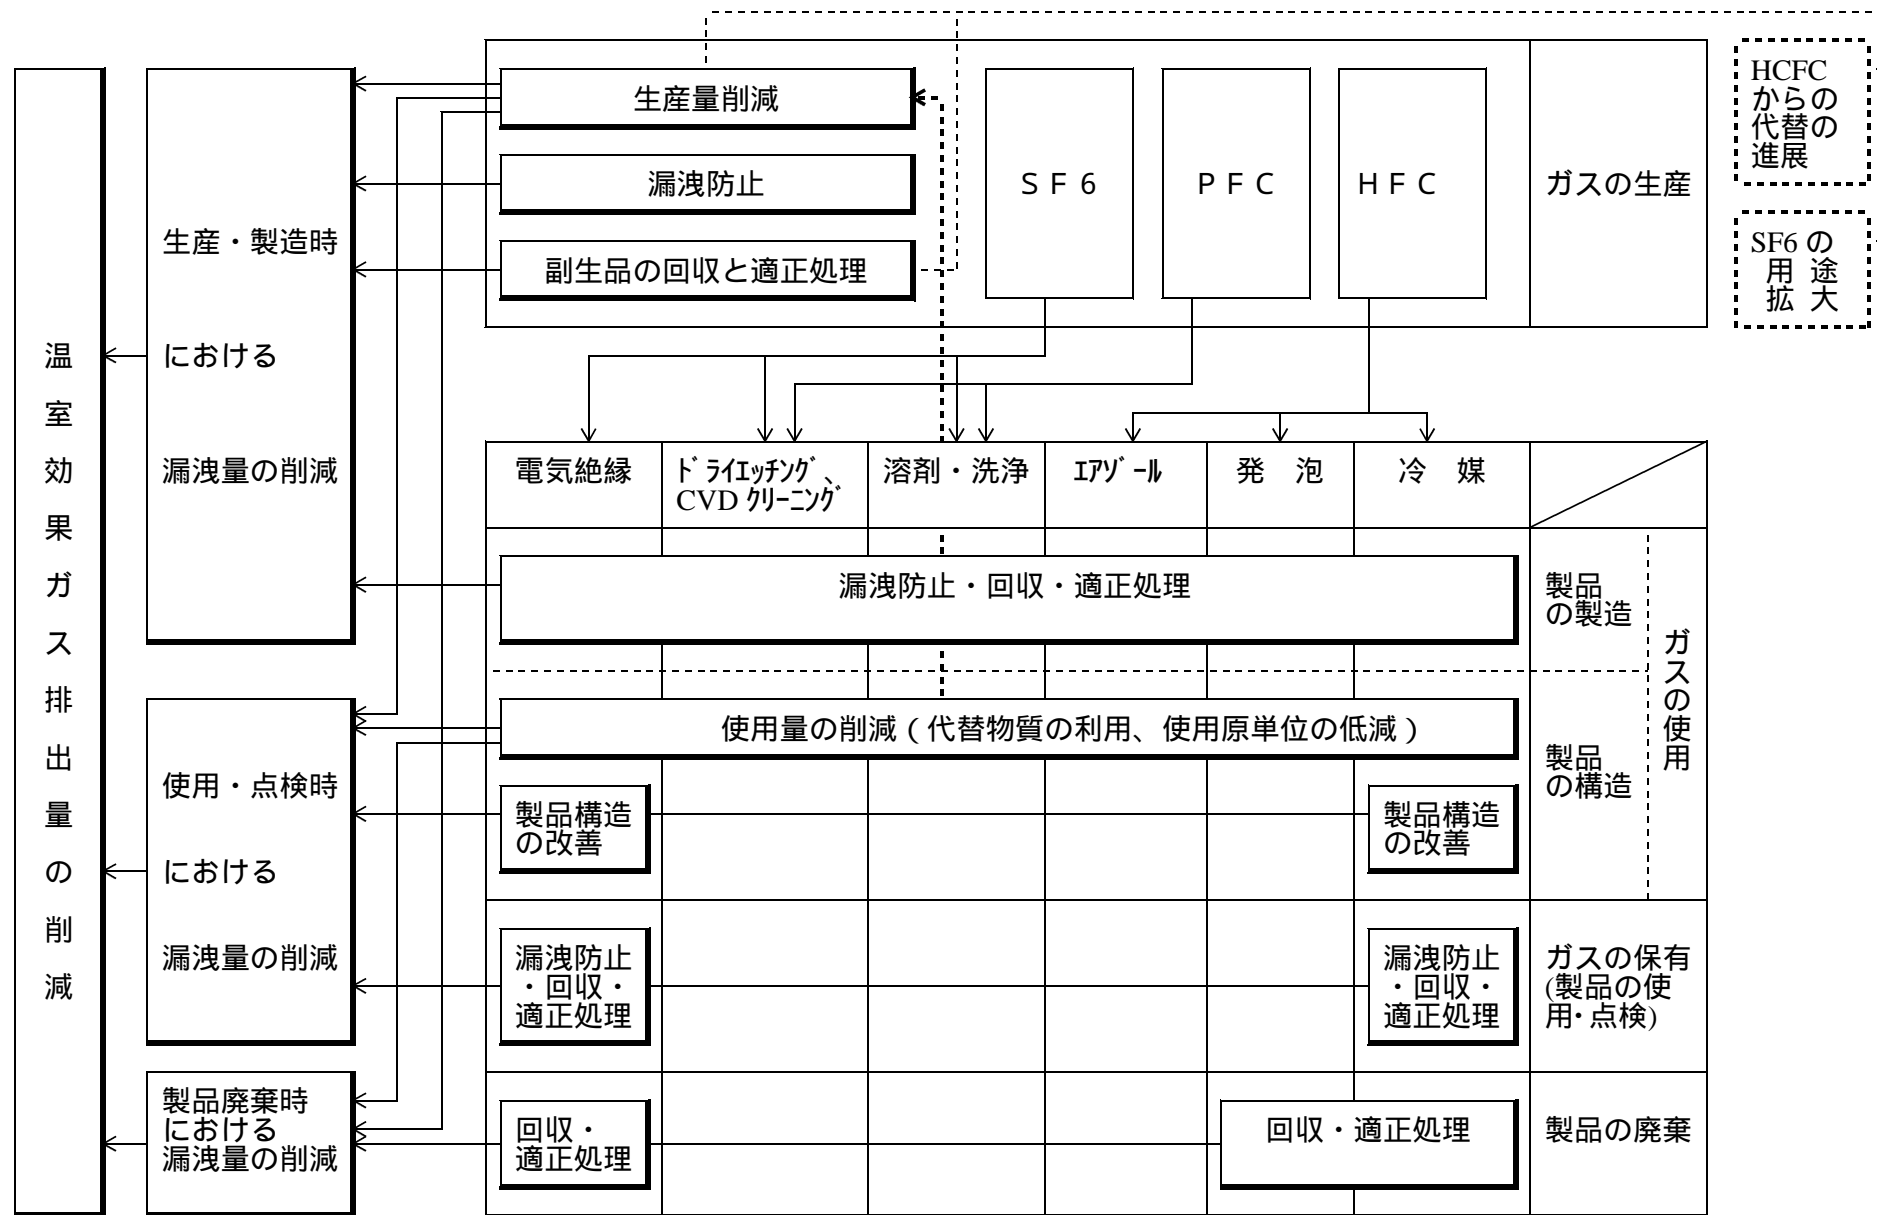 HCFC
からの
代替の
進展
SF6 の
用 途
拡 大
生産量削減
漏洩防止
副生品の回収と適正処理
ＳＦ６
ＰＦＣ
ＨＦＣ
ガスの生産
温室効果ガス排出量の削減
生産・製造時
における
漏洩量の削減
電気絶縁
ﾄﾞﾗｲｴｯﾁﾝｸﾞ、
CVD ｸﾘｰﾆﾝｸﾞ
溶剤・洗浄
ｴｱｿﾞｰﾙ
発　泡
冷　媒
漏洩防止・回収・適正処理
製品
の製造
ガスの使用
使用量の削減（代替物質の利用、使用原単位の低減）
製品
の構造
使用・点検時
における
漏洩量の削減
製品構造
の改善
製品構造
の改善
漏洩防止
・回収・
適正処理
漏洩防止
・回収・
適正処理
ガスの保有
(製品の使
用･点検)
製品廃棄時
における
漏洩量の削減
回収・
適正処理
回収・適正処理
製品の廃棄